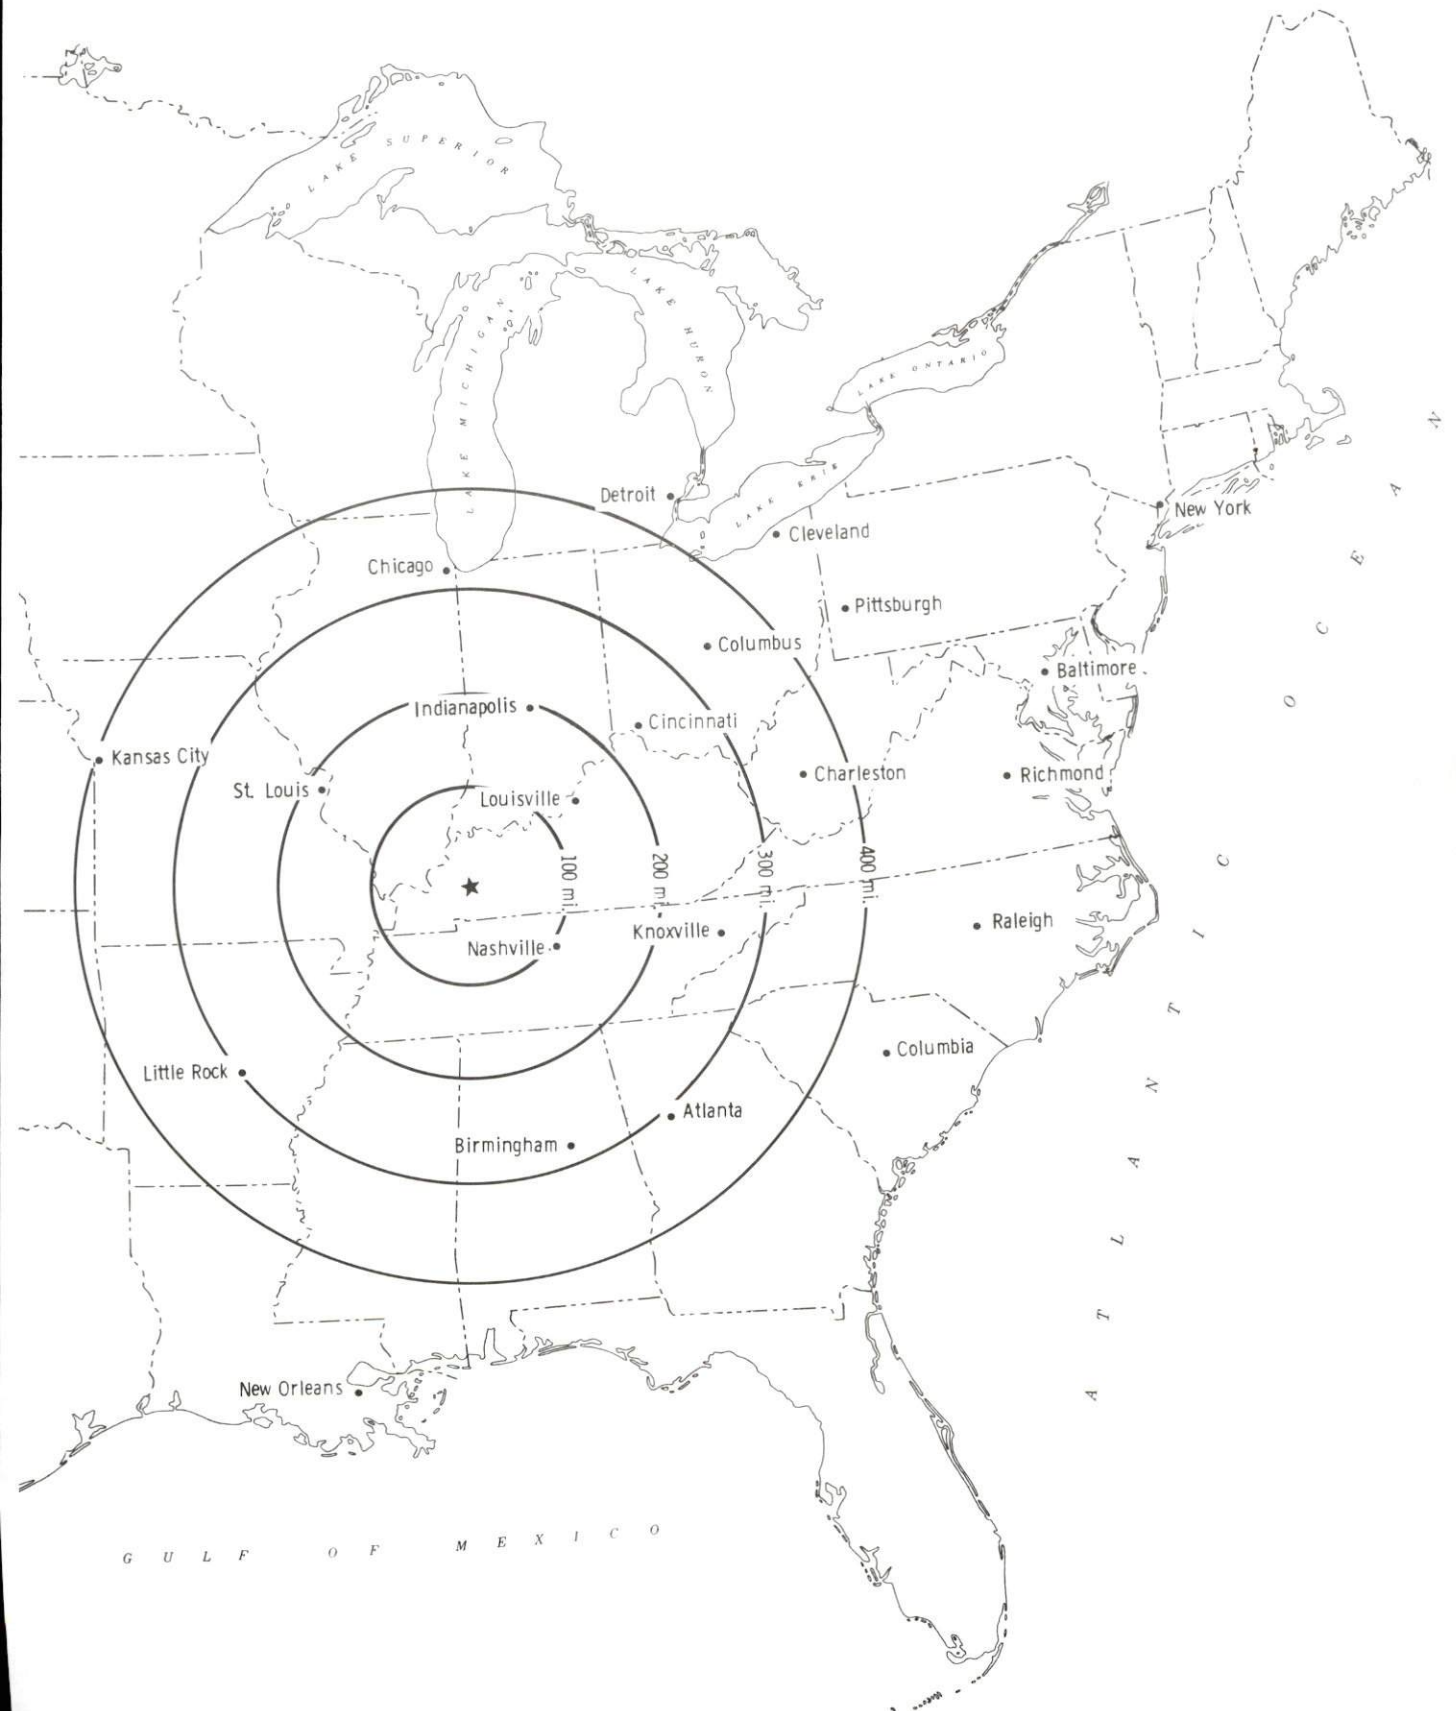 LAKE SUPERIOR
LAKE MICHIGAN
LAKE HURON
LAKE ONTARIO
LAKE ERIE
Detroit
New York
Cleveland
Chicago
Pittsburgh
Columbus
Baltimore
Indianapolis
Cincinnati
Kansas City
St. Louis
Charleston
Richmond
Louisville
100 mi.
200 mi.
300 mi.
400 mi.
Nashville
Knoxville
Raleigh
Columbia
Little Rock
Atlanta
Birmingham
New Orleans
ATLANTIC OCEAN
GULF OF MEXICO